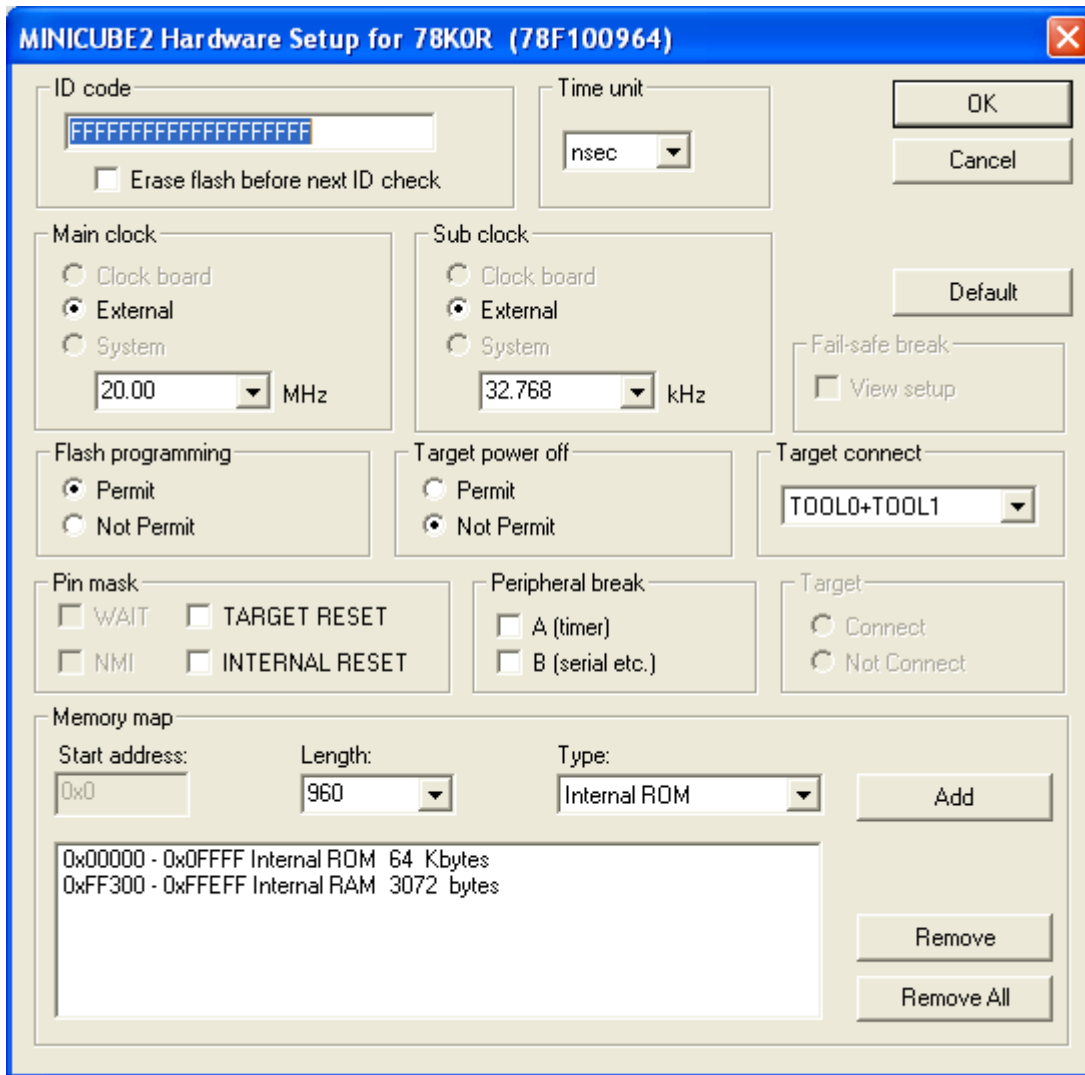 MINICUBE2 Hardware Setup for 78K0R (78F100964)
ID code
FFFFFFFFFFFFFFFFFFFF
Erase flash before next ID check
Time unit
nsec
OK
Cancel
Main clock
Clock board
External
System
20.00 MHz
Sub clock
Clock board
External
System
32.768 kHz
Default
Fail-safe break
View setup
Flash programming
Permit
Not Permit
Target power off
Permit
Not Permit
Target connect
TOOL0+TOOL1
Pin mask
WAIT TARGET RESET
NMI INTERNAL RESET
Peripheral break
A (timer)
B (serial etc.)
Target
Connect
Not Connect
Memory map
Start address: Length: Type:
0x0 960 Internal ROM Add
0x00000 - 0x0FFFF Internal ROM 64 Kbytes
0xFF300 - 0xFFEFF Internal RAM 3072 bytes
Remove
Remove All